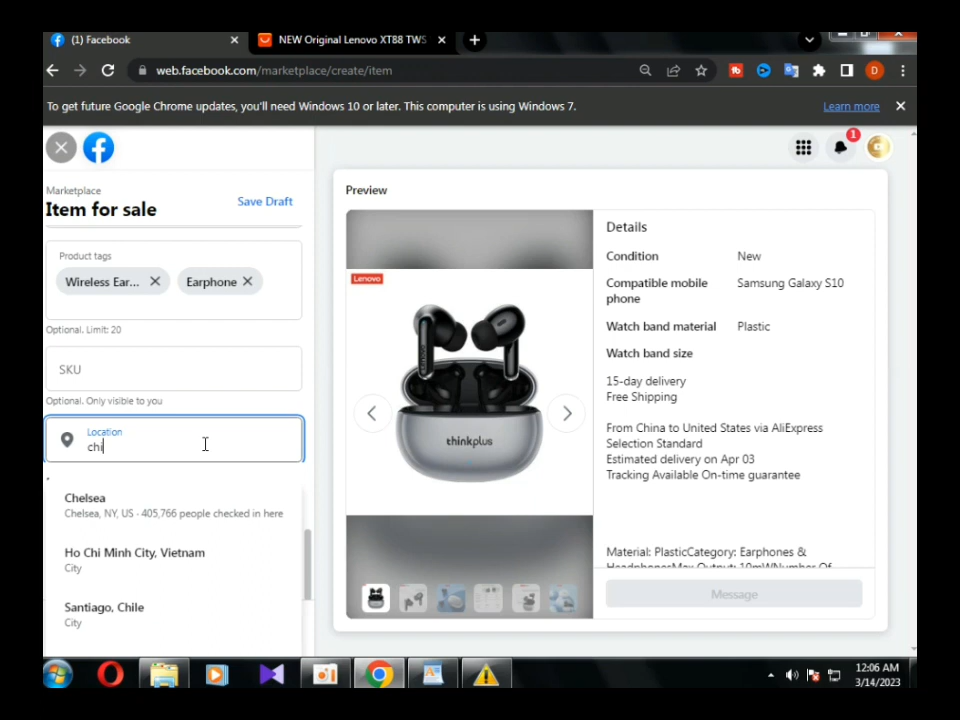 (1) Facebook
NEW Original Lenovo XT88 TWS
web.facebook.com/marketplace/create/item
D
To get future Google Chrome updates, you'll need Windows 10 or later. This computer is using Windows 7.
Learn more
1
Marketplace
Item for sale
Save Draft
Product tags
Wireless Ear...
Earphone
Optional. Limit: 20
SKU
Optional. Only visible to you
Location
chi
Chelsea
Chelsea, NY, US · 405,766 people checked in here
Ho Chi Minh City, Vietnam
City
Santiago, Chile
City
Preview
Lenovo
thinkplus
Details
Condition New
Compatible mobile phone Samsung Galaxy S10
Watch band material Plastic
Watch band size
15-day delivery
Free Shipping
From China to United States via AliExpress
Selection Standard
Estimated delivery on Apr 03
Tracking Available On-time guarantee
Material: PlasticCategory: Earphones &
HeadphonesMax Output: 10mWNumber Of
Message
12:06 AM
3/14/2023